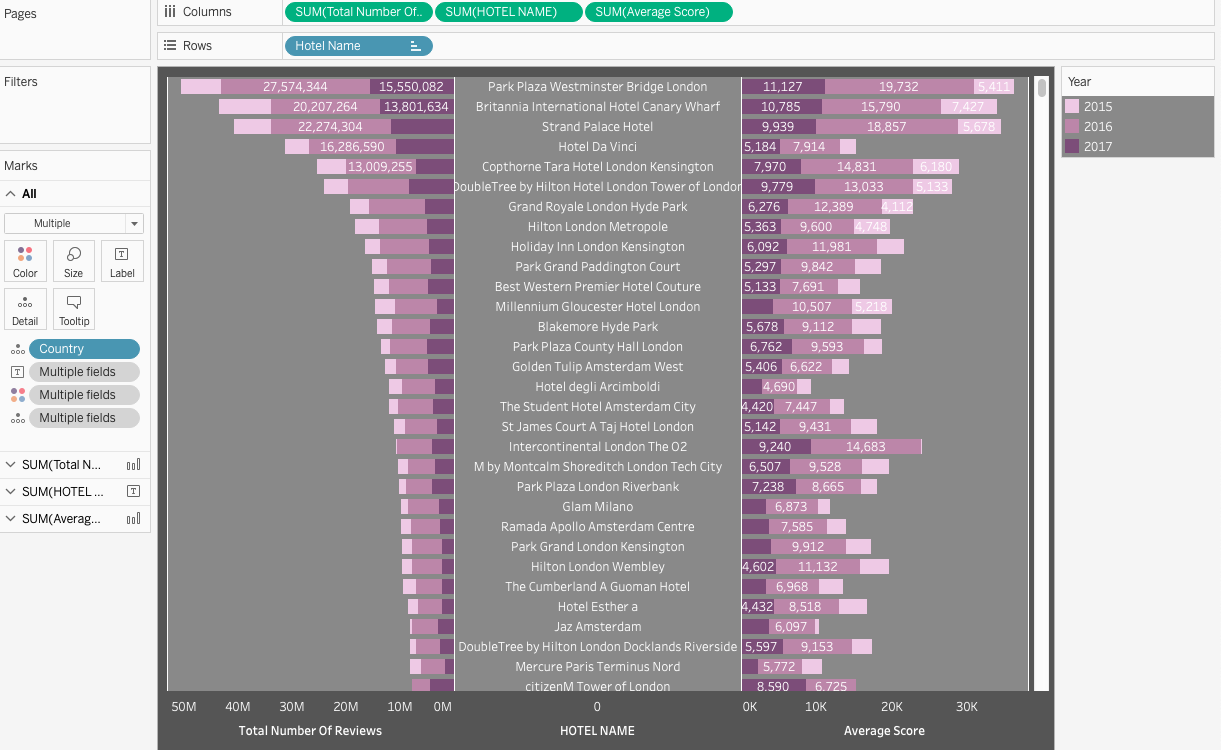 Pages
Columns
SUM(Total Number Of..
SUM(HOTEL NAME)
SUM(Average Score)
Rows
Hotel Name
Filters
Marks
All
Multiple
Color
Size
Label
Detail
Tooltip
Country
Multiple fields
Multiple fields
Multiple fields
SUM(Total N...
SUM(HOTEL ...
SUM(Averag...
27,574,344 15,550,082 Park Plaza Westminster Bridge London 11,127 19,732 5,411
20,207,264 13,801,634 Britannia International Hotel Canary Wharf 10,785 15,790 7,427
22,274,304 Strand Palace Hotel 9,939 18,857 5,678
16,286,590 Hotel Da Vinci 5,184 7,914
13,009,255 Copthorne Tara Hotel London Kensington 7,970 14,831 6,180
DoubleTree by Hilton Hotel London Tower of London 9,779 13,033 5,133
Grand Royale London Hyde Park 6,276 12,389 4,112
Hilton London Metropole 5,363 9,600 4,748
Holiday Inn London Kensington 6,092 11,981
Park Grand Paddington Court 5,297 9,842
Best Western Premier Hotel Couture 5,133 7,691
Millennium Gloucester Hotel London 10,507 5,218
Blakemore Hyde Park 5,678 9,112
Park Plaza County Hall London 6,762 9,593
Golden Tulip Amsterdam West 5,406 6,622
Hotel degli Arcimboldi 4,690
The Student Hotel Amsterdam City 4,420 7,447
St James Court A Taj Hotel London 5,142 9,431
Intercontinental London The O2 9,240 14,683
M by Montcalm Shoreditch London Tech City 6,507 9,528
Park Plaza London Riverbank 7,238 8,665
Glam Milano 6,873
Ramada Apollo Amsterdam Centre 7,585
Park Grand London Kensington 9,912
Hilton London Wembley 4,602 11,132
The Cumberland A Guoman Hotel 6,968
Hotel Esther a 4,432 8,518
Jaz Amsterdam 6,097
DoubleTree by Hilton London Docklands Riverside 5,597 9,153
Mercure Paris Terminus Nord 5,772
citizenM Tower of London 8,590 6,725
50M 40M 30M 20M 10M 0M 0 0K 10K 20K 30K
Total Number Of Reviews HOTEL NAME Average Score
Year
2015
2016
2017